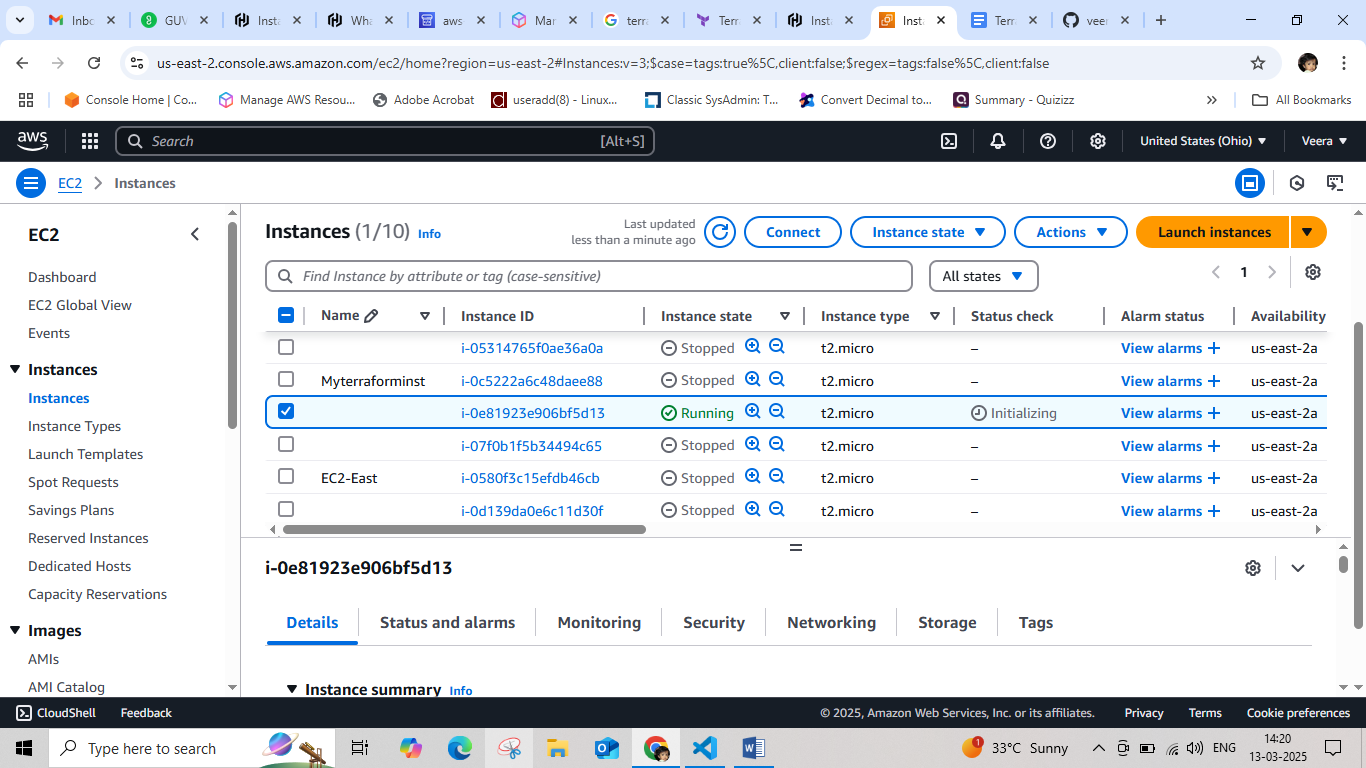 Inbo
GUV
Insta
Wha
aws
Mar
terra
Terra
Insta
Inst
Terra
veer
us-east-2.console.aws.amazon.com/ec2/home?region=us-east-2#Instances:v=3;$case=tags:true%5C,client:false;$regex=tags:false%5C,client:false
Console Home | Co...
Manage AWS Resou...
Adobe Acrobat
useradd(8) - Linux...
Classic SysAdmin: T...
Convert Decimal to...
Summary - Quizizz
All Bookmarks
aws
Search
[Alt+S]
United States (Ohio)
Veera
EC2
Instances
EC2
Dashboard
EC2 Global View
Events
Instances
Instances
Instance Types
Launch Templates
Spot Requests
Savings Plans
Reserved Instances
Dedicated Hosts
Capacity Reservations
Images
AMIs
AMI Catalog
Instances (1/10) Info
Last updated
less than a minute ago
Connect
Instance state
Actions
Launch instances
Find Instance by attribute or tag (case-sensitive)
All states
1
Name Instance ID Instance state Instance type Status check Alarm status Availability
i-05314765f0ae36a0a Stopped t2.micro – View alarms + us-east-2a
Myterraforminst i-0c5222a6c48daee88 Stopped t2.micro – View alarms + us-east-2a
i-0e81923e906bf5d13 Running t2.micro Initializing View alarms + us-east-2a
i-07f0b1f5b34494c65 Stopped t2.micro – View alarms + us-east-2a
EC2-East i-0580f3c15efdb46cb Stopped t2.micro – View alarms + us-east-2a
i-0d139da0e6c11d30f Stopped t2.micro – View alarms + us-east-2a
i-0e81923e906bf5d13
Details
Status and alarms
Monitoring
Security
Networking
Storage
Tags
Instance summary Info
CloudShell
Feedback
© 2025, Amazon Web Services, Inc. or its affiliates.
Privacy
Terms
Cookie preferences
Type here to search
1
33°C Sunny
ENG
14:20
13-03-2025